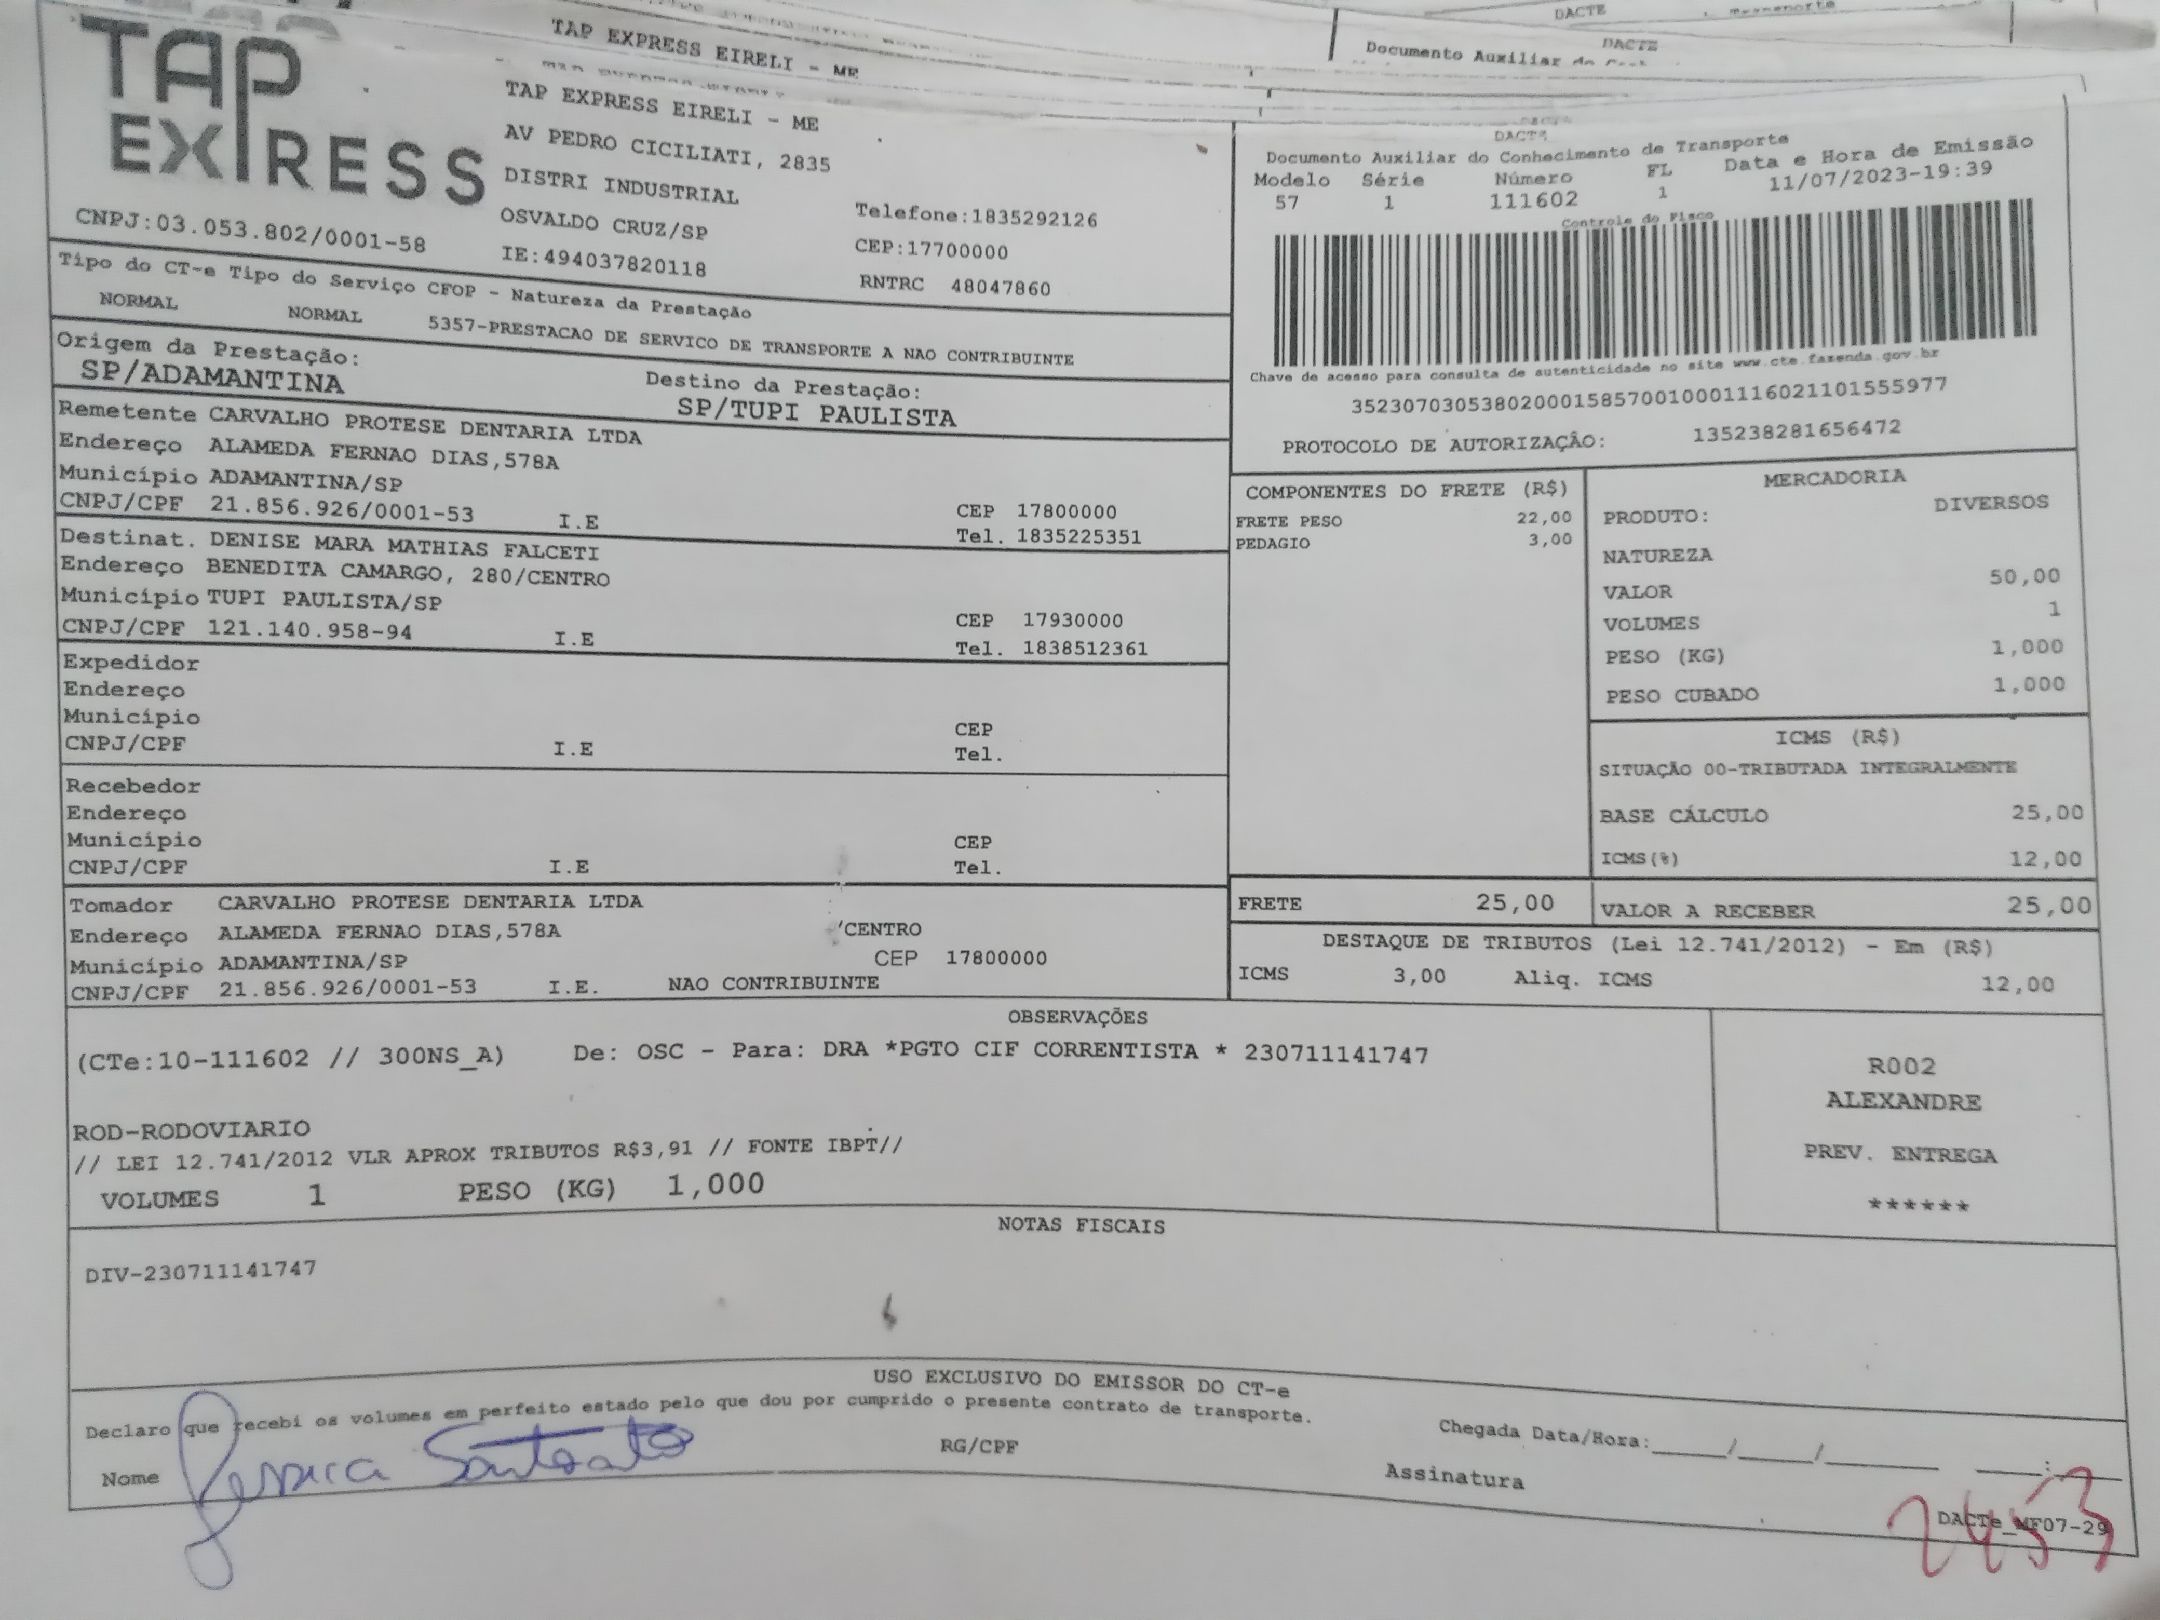 TAP EXPRESS EIRELI - ME
DACTE
Documento Auxiliar do
DACTE
TAP
EXPRESS
CNPJ:03.053.802/0001-58
TAP EXPRESS EIRELI - ME
AV PEDRO CICILIATI, 2835
DISTRI INDUSTRIAL
OSVALDO CRUZ/SP
IE:494037820118
Telefone:1835292126
CEP:17700000
RNTRC 48047860
DACTE
Documento Auxiliar do Conhecimento de Transporte
Modelo Série Número FL Data e Hora de Emissão
57 1 111602 1 11/07/2023-19:39
Controle do Fisco
Chave de acesso para consulta de autenticidade no site www.cte.fazenda.gov.br
35230703053802000158570010001116021101555977
PROTOCOLO DE AUTORIZAÇÂO: 135238281656472
Tipo do CT-e Tipo do Serviço CFOP - Natureza da Prestação
NORMAL NORMAL 5357-PRESTACAO DE SERVICO DE TRANSPORTE A NAO CONTRIBUINTE
Origem da Prestação: Destino da Prestação:
SP/ADAMANTINA SP/TUPI PAULISTA
Remetente CARVALHO PROTESE DENTARIA LTDA
Endereço ALAMEDA FERNAO DIAS,578A
Município ADAMANTINA/SP CEP 17800000
CNPJ/CPF 21.856.926/0001-53 I.E Tel. 1835225351
Destinat. DENISE MARA MATHIAS FALCETI
Endereço BENEDITA CAMARGO, 280/CENTRO
Município TUPI PAULISTA/SP CEP 17930000
CNPJ/CPF 121.140.958-94 I.E Tel. 1838512361
Expedidor
Endereço
Município CEP
CNPJ/CPF I.E Tel.
Recebedor
Endereço
Município CEP
CNPJ/CPF I.E Tel.
Tomador CARVALHO PROTESE DENTARIA LTDA
Endereço ALAMEDA FERNAO DIAS,578A /CENTRO
Município ADAMANTINA/SP CEP 17800000
CNPJ/CPF 21.856.926/0001-53 I.E. NAO CONTRIBUINTE
COMPONENTES DO FRETE (R$)
FRETE PESO 22,00
PEDAGIO 3,00
MERCADORIA
PRODUTO: DIVERSOS
NATUREZA
VALOR 50,00
VOLUMES 1
PESO (KG) 1,000
PESO CUBADO 1,000
ICMS (R$)
SITUAÇÃO 00-TRIBUTADA INTEGRALMENTE
BASE CÁLCULO 25,00
ICMS(%) 12,00
FRETE 25,00 VALOR A RECEBER 25,00
DESTAQUE DE TRIBUTOS (Lei 12.741/2012) - Em (R$)
ICMS 3,00 Aliq. ICMS 12,00
OBSERVAÇÕES
(CTe:10-111602 // 300NS_A) De: OSC - Para: DRA *PGTO CIF CORRENTISTA * 230711141747
ROD-RODOVIARIO
// LEI 12.741/2012 VLR APROX TRIBUTOS R$3,91 // FONTE IBPT//
VOLUMES 1 PESO (KG) 1,000
R002
ALEXANDRE
PREV. ENTREGA
******
NOTAS FISCAIS
DIV-230711141747
USO EXCLUSIVO DO EMISSOR DO CT-e
Declaro que recebi os volumes em perfeito estado pelo que dou por cumprido o presente contrato de transporte.
Nome RG/CPF
Chegada Data/Hora:_____/_____/_______ ____:____
Assinatura
DACTe_MF07-29
2453